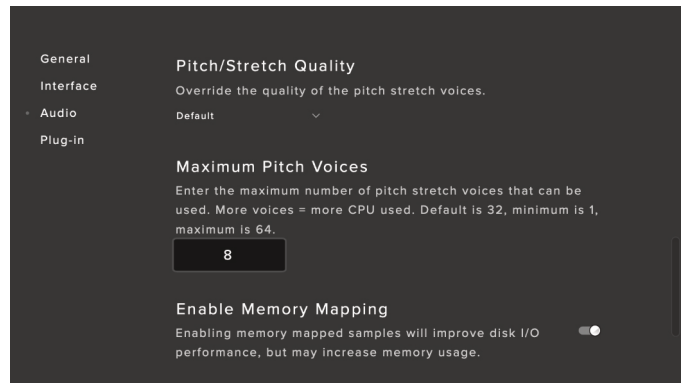 General
Interface
Audio
Plug-in
Pitch/Stretch Quality
Override the quality of the pitch stretch voices.
Default
Maximum Pitch Voices
Enter the maximum number of pitch stretch voices that can be
used. More voices = more CPU used. Default is 32, minimum is 1,
maximum is 64.
8
Enable Memory Mapping
Enabling memory mapped samples will improve disk I/O
performance, but may increase memory usage.